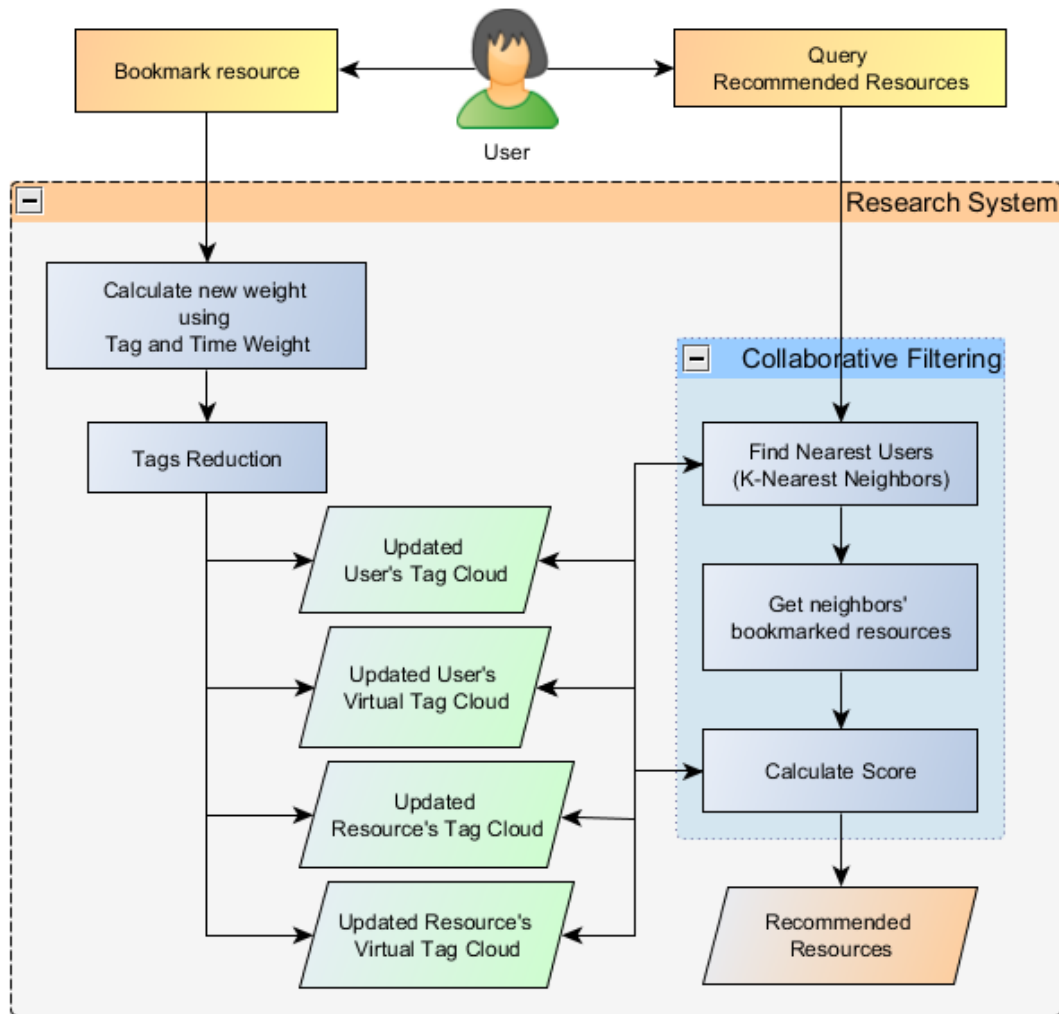 Bookmark resource
Query
Recommended Resources
User
Research System
Calculate new weight
using
Tag and Time Weight
Collaborative Filtering
Tags Reduction
Find Nearest Users
(K-Nearest Neighbors)
Updated
User's Tag Cloud
Get neighbors'
bookmarked resources
Updated User's
Virtual Tag Cloud
Calculate Score
Updated
Resource's Tag Cloud
Updated Resource's
Virtual Tag Cloud
Recommended
Resources